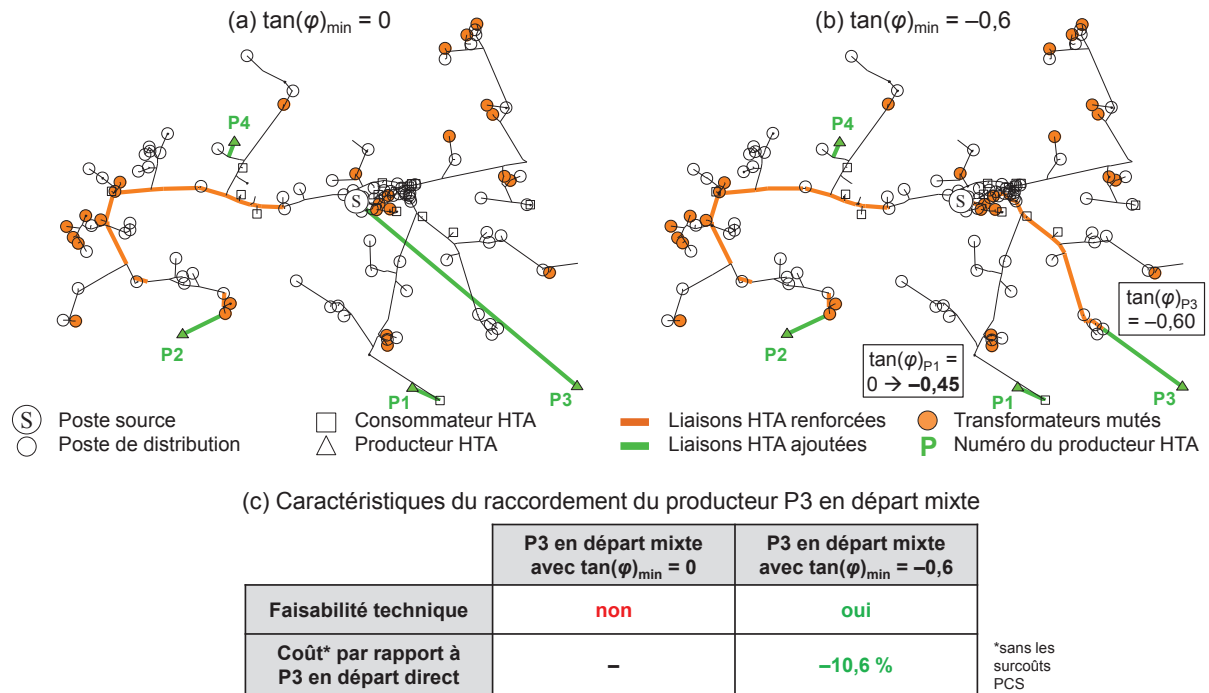 (a) tan(φ)min = 0
(b) tan(φ)min = –0,6
P4
S
P2
P1
P3
P4
S
P2
tan(φ)P1 =
0 → –0,45
P1
tan(φ)P3
= –0,60
P3
S Poste source
Poste de distribution
Consommateur HTA
Producteur HTA
Liaisons HTA renforcées
Liaisons HTA ajoutées
Transformateurs mutés
P Numéro du producteur HTA
(c) Caractéristiques du raccordement du producteur P3 en départ mixte
P3 en départ mixte
avec tan(φ)min = 0
P3 en départ mixte
avec tan(φ)min = –0,6
Faisabilité technique
non
oui
Coût* par rapport à
P3 en départ direct
–
–10,6 %
*sans les
surcoûts
PCS